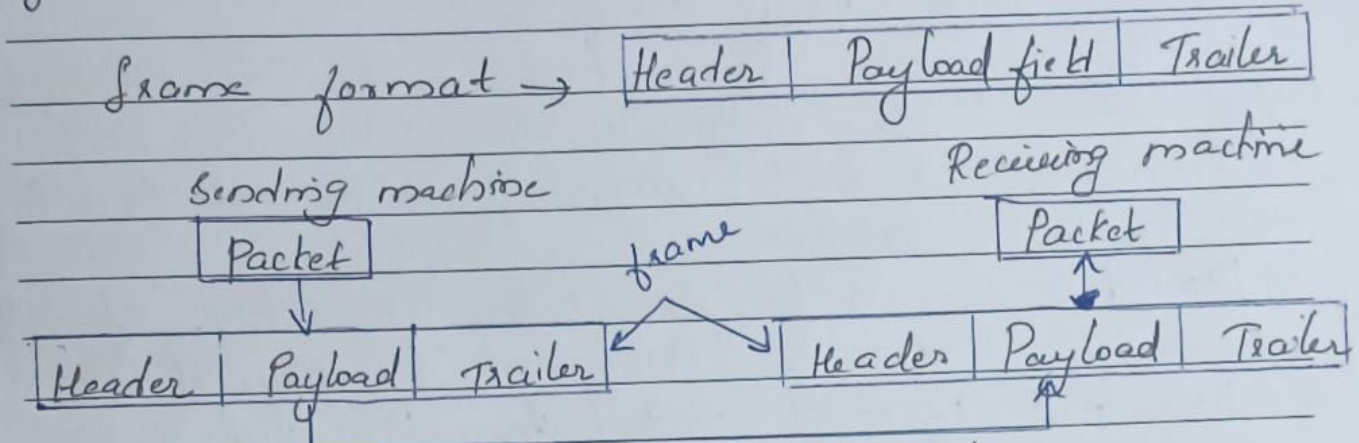 frame format → Header Payload field Trailer
Sending machine Receiving machine
Packet frame Packet
Header Payload Trailer Header Payload Trailer